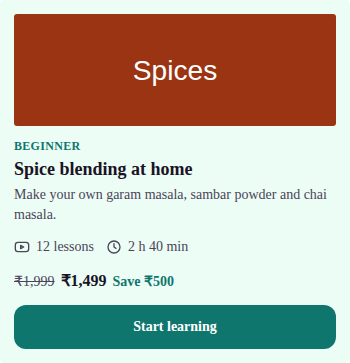 Spices
BEGINNER
Spice blending at home
Make your own garam masala, sambar powder and chai
masala.
12 lessons 2 h 40 min
₹1,999 ₹1,499 Save ₹500
Start learning